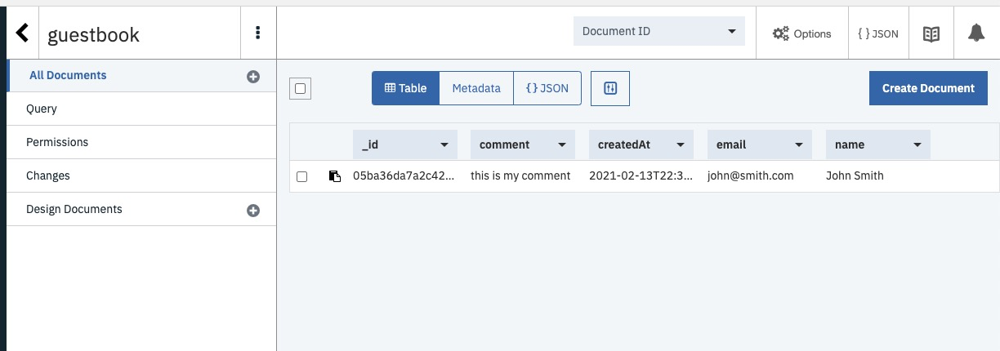 guestbook
Document ID
Options
{ } JSON
All Documents
Query
Permissions
Changes
Design Documents
Table
Metadata
{ } JSON
Create Document
_id comment createdAt email name
05ba36da7a2c42... this is my comment 2021-02-13T22:3... john@smith.com John Smith